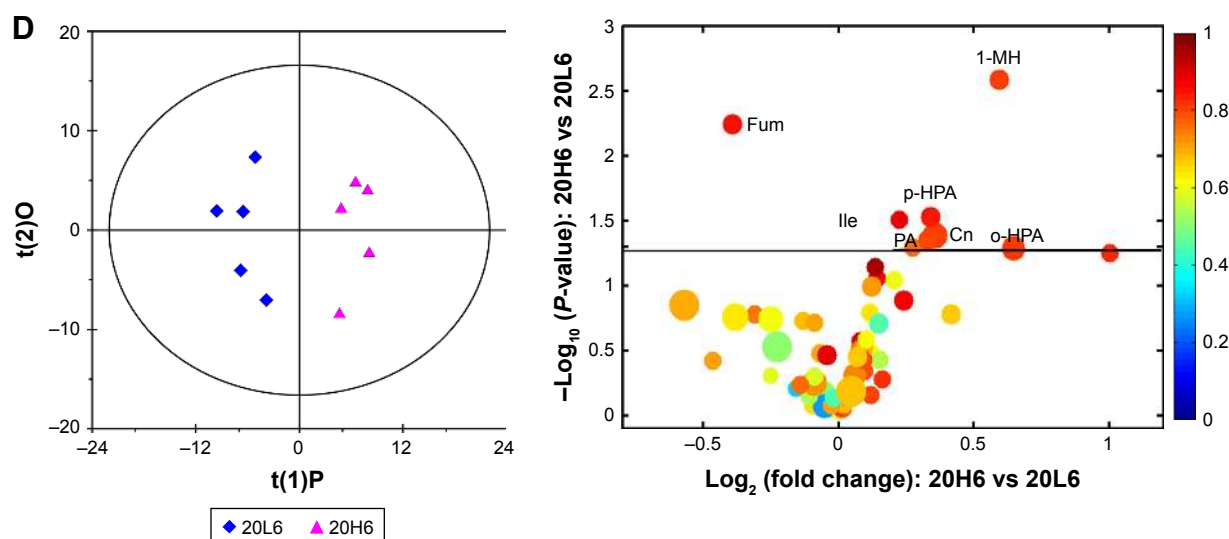 D
20
10
0
–10
–20
–24
–12
0
12
24
t(2)O
t(1)P
20L6
20H6
3
2.5
2
1.5
1
0.5
0
–0.5
0
0.5
1
–Log10 (P-value): 20H6 vs 20L6
Log2 (fold change): 20H6 vs 20L6
1-MH
Fum
p-HPA
Ile
PA
Cn
o-HPA
1
0.8
0.6
0.4
0.2
0